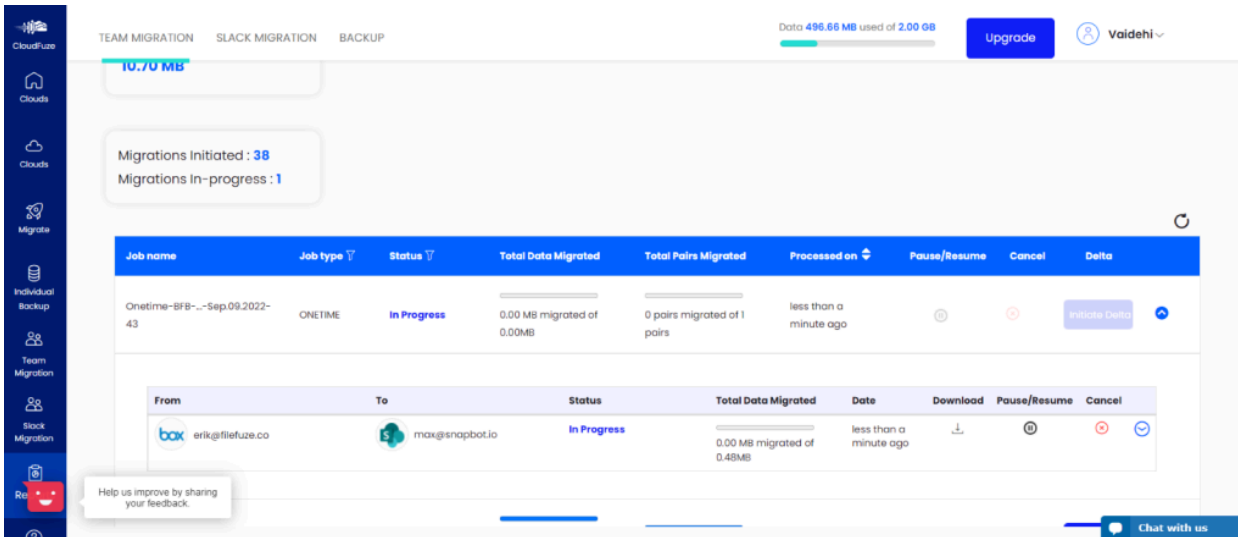 CloudFuze
TEAM MIGRATION SLACK MIGRATION BACKUP
Data 496.66 MB used of 2.00 GB
Upgrade
Vaidehi
Clouds
Clouds
Migrate
Individual
Backup
Team
Migration
Slack
Migration
Re
10.70 MB
Migrations Initiated : 38
Migrations In-progress : 1
Job name Job type Status Total Data Migrated Total Pairs Migrated Processed on Pause/Resume Cancel Delta
Onetime-BFB-...-Sep.09.2022-
43
ONETIME
In Progress
0.00 MB migrated of
0.00MB
0 pairs migrated of 1
pairs
less than a
minute ago
Initiate Delta
From To Status Total Data Migrated Date Download Pause/Resume Cancel
box erik@filefuze.co
S max@snapbot.io
In Progress
0.00 MB migrated of
0.48MB
less than a
minute ago
Help us improve by sharing
your feedback.
Chat with us